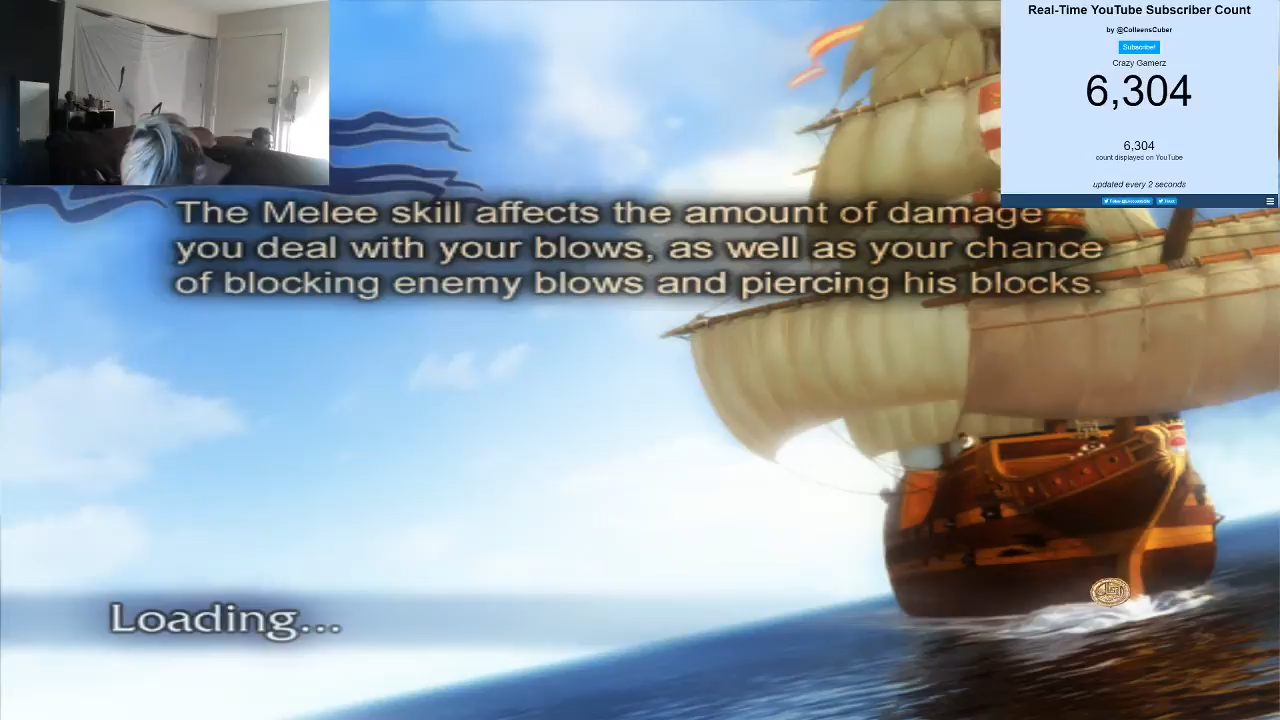 Real-Time YouTube Subscriber Count
by @ColleensCuber
Subscribe!
Crazy Gamerz
6,304
6,304
count displayed on YouTube
updated every 2 seconds
Tweet
The Melee skill affects the amount of damage
you deal with your blows, as well as your chance
of blocking enemy blows and piercing his blocks.
Loading...